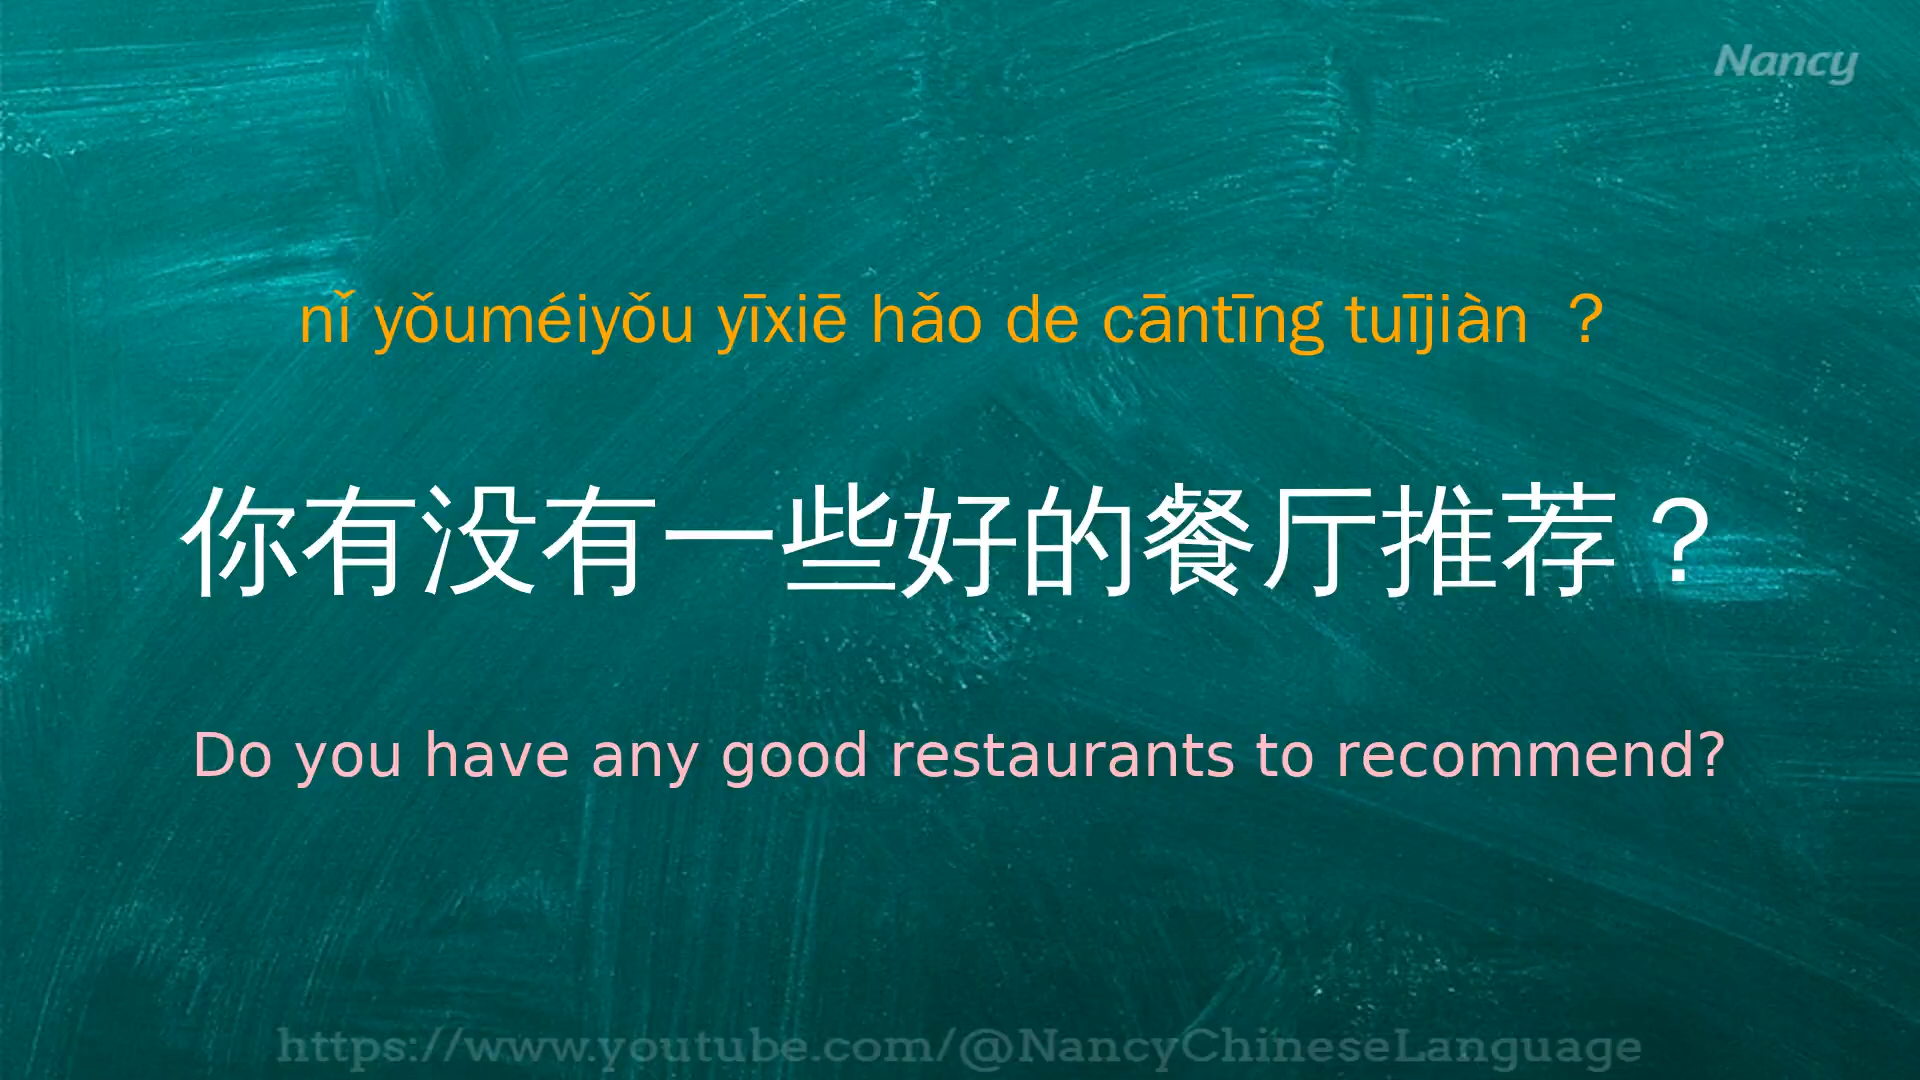 Nancy
nǐ yǒuméiyǒu yīxiē hǎo de cāntīng tuījiàn ？
你有没有一些好的餐厅推荐？
Do you have any good restaurants to recommend?
https://www.youtube.com/@NancyChineseLanguage